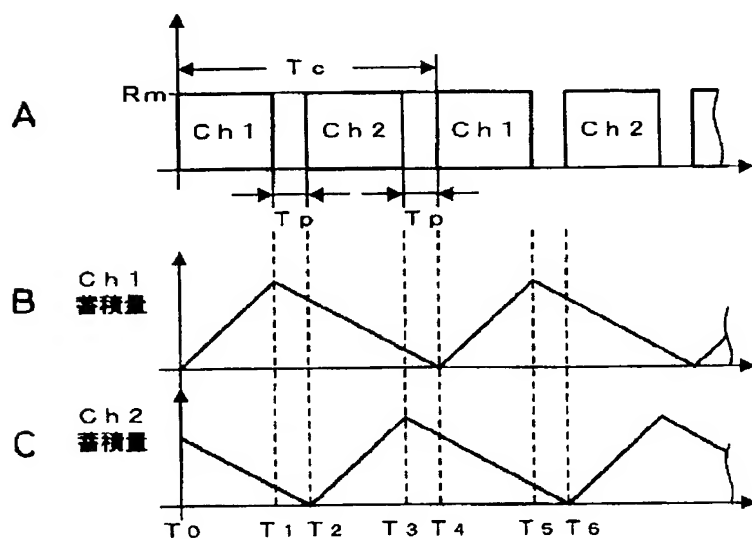 Tc
A
Rm
Ch1
Ch2
Ch1
Ch2
Tp
Tp
B
Ch1
蓄積量
C
Ch2
蓄積量
T0 T1 T2 T3 T4 T5 T6